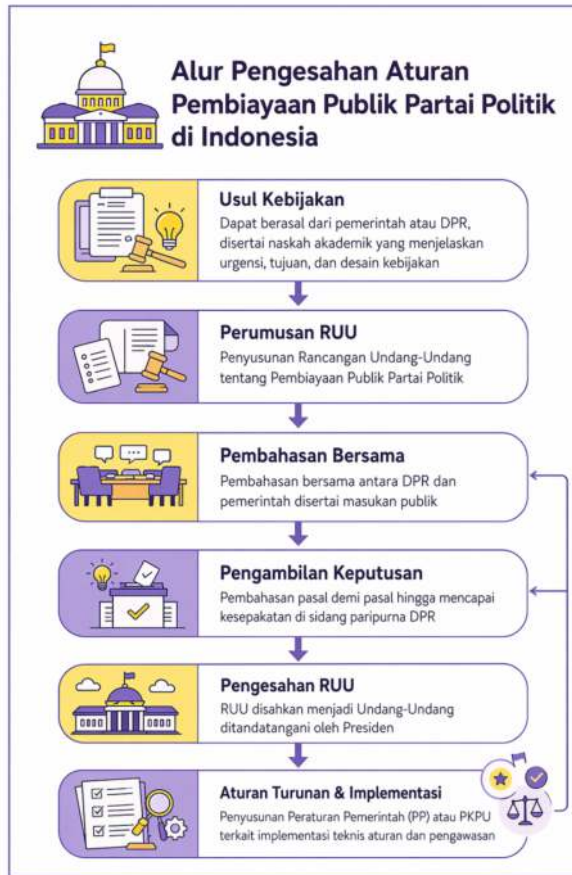 Alur Pengesahan Aturan
Pembiayaan Publik Partai Politik
di Indonesia
Usul Kebijakan
Dapat berasal dari pemerintah atau DPR,
disertai naskah akademik yang menjelaskan
urgensi, tujuan, dan desain kebijakan
Perumusan RUU
Penyusunan Rancangan Undang-Undang
tentang Pembiayaan Publik Partai Politik
Pembahasan Bersama
Pembahasan bersama antara DPR dan
pemerintah disertai masukan publik
Pengambilan Keputusan
Pembahasan pasal demi pasal hingga mencapai
kesepakatan di sidang paripurna DPR
Pengesahan RUU
RUU disahkan menjadi Undang-Undang
ditandatangani oleh Presiden
Aturan Turunan & Implementasi
Penyusunan Peraturan Pemerintah (PP) atau PKPU
terkait implementasi teknis aturan dan pengawasan